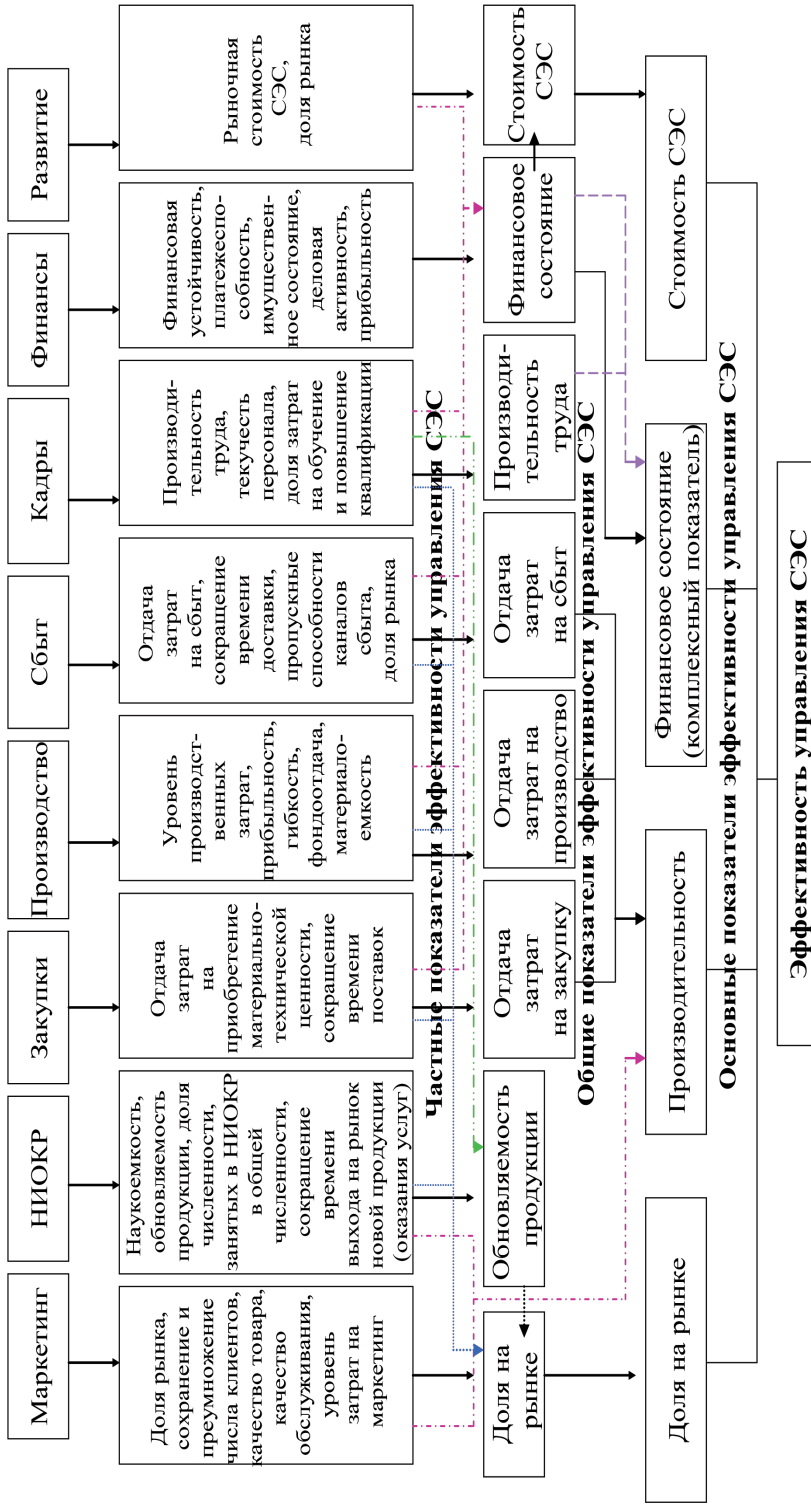 Маркетинг
НИОКР
Закупки
Производство
Сбыт
Кадры
Финансы
Развитие
Доля рынка,
сохранение и
преумножение
числа клиентов,
качество товара,
качество
обслуживания,
уровень
затрат на
маркетинг
Наукоемкость,
обновляемость
продукции, доля
численности,
занятых в НИОКР
в общей
численности,
сокращение
времени
выхода на рынок
новой продукции
(оказания услуг)
Отдача
затрат
на
приобретение
материально-
технической
ценности,
сокращение
времени
поставок
Уровень
производст-
венных
затрат,
прибыльность,
гибкость,
фондоотдача,
материало-
емкость
Отдача
затрат
на сбыт,
сокращение
времени
доставки,
пропускные
способности
каналов
сбыта,
доля рынка
Производи-
тельность
труда,
текучесть
персонала,
доля затрат
на обучение
и повышение
квалификации
Финансовая
устойчивость,
платежеспо-
собность,
имуществен-
ное состояние,
деловая
активность,
прибыльность
Рыночная
стоимость
СЭС,
доля рынка
Частные показатели эффективности управления СЭС
Доля на
рынке
Обновляемость
продукции
Отдача
затрат
на закупку
Отдача
затрат на
производство
Отдача
затрат
на сбыт
Производи-
тельность
труда
Финансовое
состояние
Стоимость
СЭС
Общие показатели эффективности управления СЭС
Доля на рынке
Производительность
Финансовое состояние
(комплексный показатель)
Стоимость СЭС
Основные показатели эффективности управления СЭС
Эффективность управления СЭС